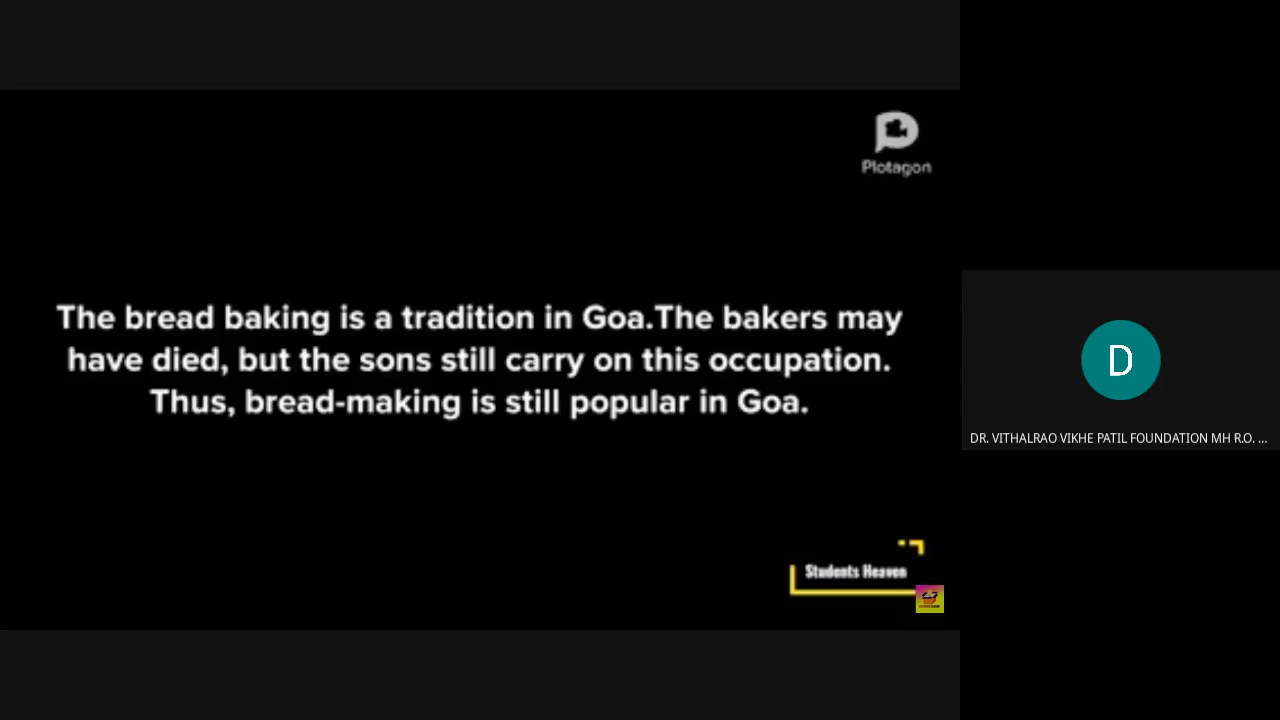 Plotagon
The bread baking is a tradition in Goa.The bakers may
have died, but the sons still carry on this occupation.
Thus, bread-making is still popular in Goa.
D
DR. VITHALRAO VIKHE PATIL FOUNDATION MH R.O. ...
Students Heaven